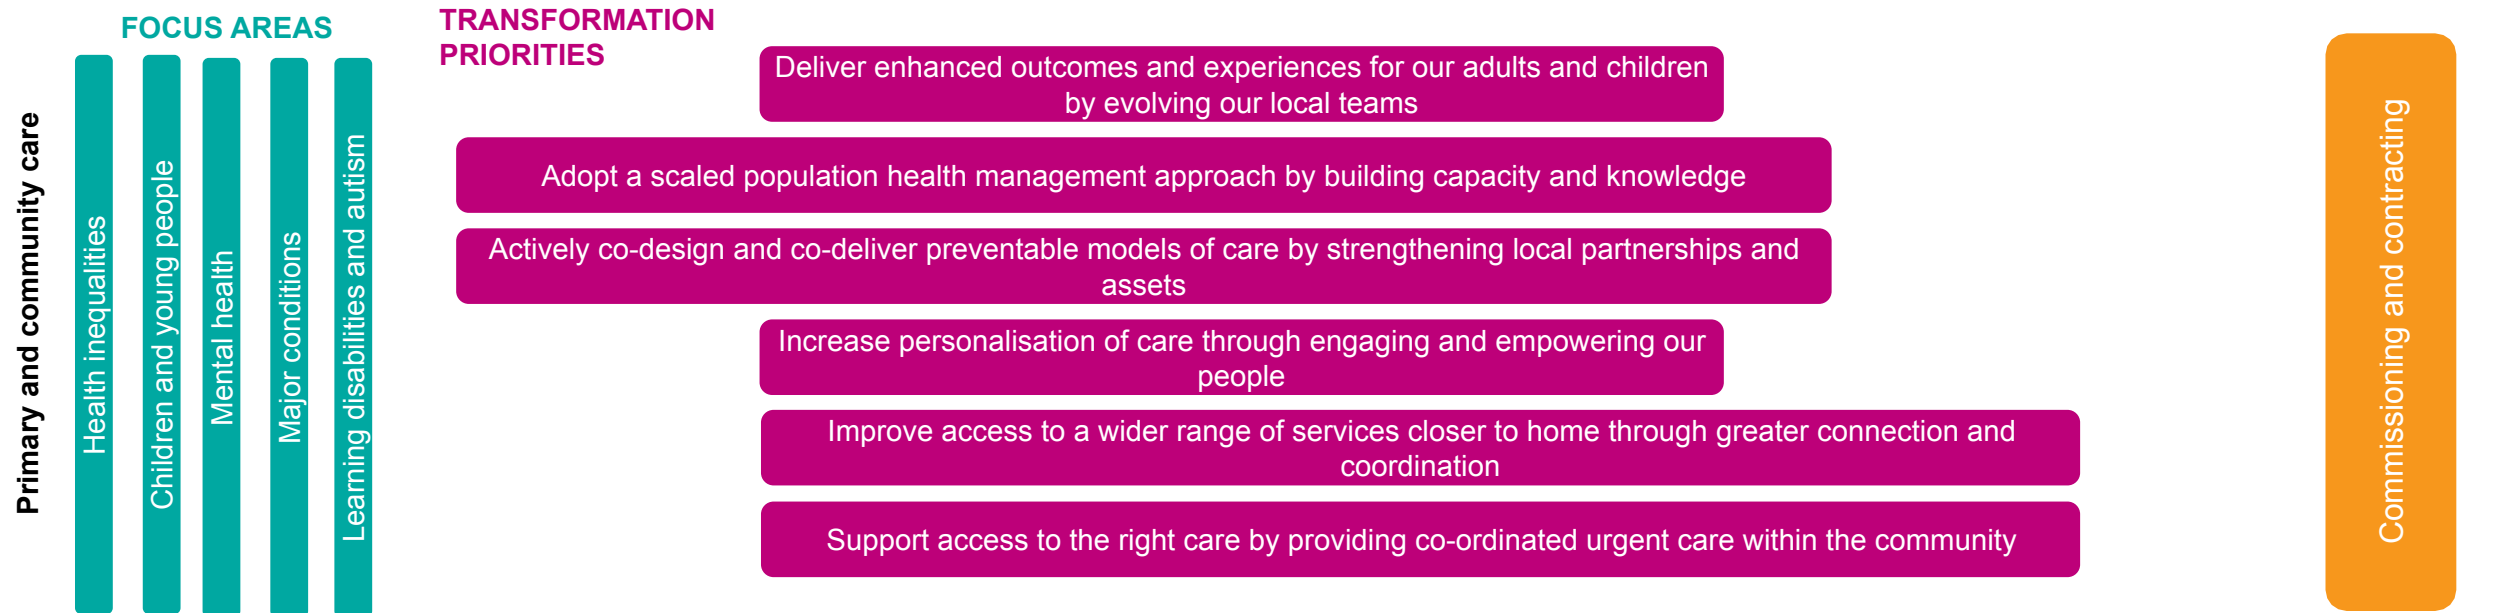 FOCUS AREAS
TRANSFORMATION
PRIORITIES
Primary and community care
Health inequalities
Children and young people
Mental health
Major conditions
Learning disabilities and autism
Deliver enhanced outcomes and experiences for our adults and children
by evolving our local teams
Adopt a scaled population health management approach by building capacity and knowledge
Actively co-design and co-deliver preventable models of care by strengthening local partnerships and
assets
Increase personalisation of care through engaging and empowering our
people
Improve access to a wider range of services closer to home through greater connection and
coordination
Support access to the right care by providing co-ordinated urgent care within the community
Commissioning and contracting